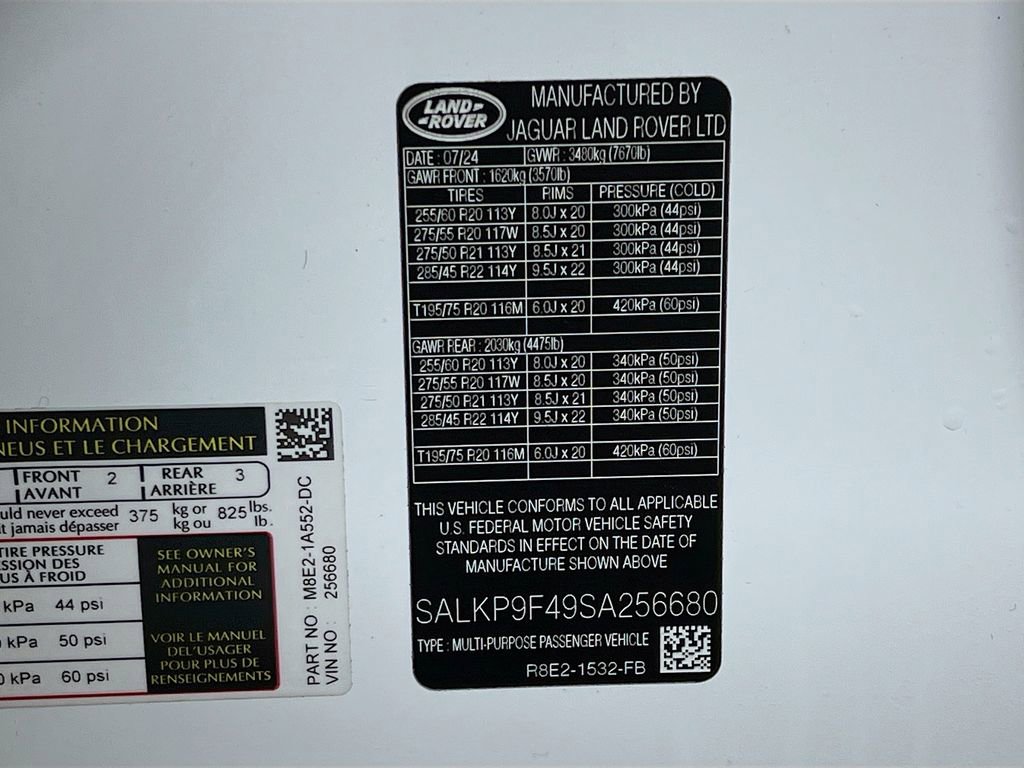 LAND-
-ROVER
MANUFACTURED BY
JAGUAR LAND ROVER LTD
DATE : 07/24 GVWR : 3480kg (7670lb)
GAWR FRONT : 1620kg (3570lb)
TIRES RIMS PRESSURE (COLD)
255/60 R20 113Y 8.0J x 20 300kPa (44psi)
275/55 R20 117W 8.5J x 20 300kPa (44psi)
275/50 R21 113Y 8.5J x 21 300kPa (44psi)
285/45 R22 114Y 9.5J x 22 300kPa (44psi)
T195/75 R20 116M 6.0J x 20 420kPa (60psi)
GAWR REAR : 2030kg (4475lb)
255/60 R20 113Y 8.0J x 20 340kPa (50psi)
275/55 R20 117W 8.5J x 20 340kPa (50psi)
275/50 R21 113Y 8.5J x 21 340kPa (50psi)
285/45 R22 114Y 9.5J x 22 340kPa (50psi)
T195/75 R20 116M 6.0J x 20 420kPa (60psi)
THIS VEHICLE CONFORMS TO ALL APPLICABLE
U.S. FEDERAL MOTOR VEHICLE SAFETY
STANDARDS IN EFFECT ON THE DATE OF
MANUFACTURE SHOWN ABOVE
SALKP9F49SA256680
TYPE : MULTI-PURPOSE PASSENGER VEHICLE
R8E2-1532-FB
INFORMATION
NEUS ET LE CHARGEMENT
FRONT 2 REAR 3
AVANT ARRIÈRE
uld never exceed 375 kg or 825 lbs.
t jamais dépasser kg ou lb.
TIRE PRESSURE
SSION DES
US À FROID
kPa 44 psi
0 kPa 50 psi
0 kPa 60 psi
SEE OWNER'S
MANUAL FOR
ADDITIONAL
INFORMATION
VOIR LE MANUEL
DEL'USAGER
POUR PLUS DE
RENSEIGNEMENTS
PART NO : M8E2-1A552-DC
VIN NO : 256680